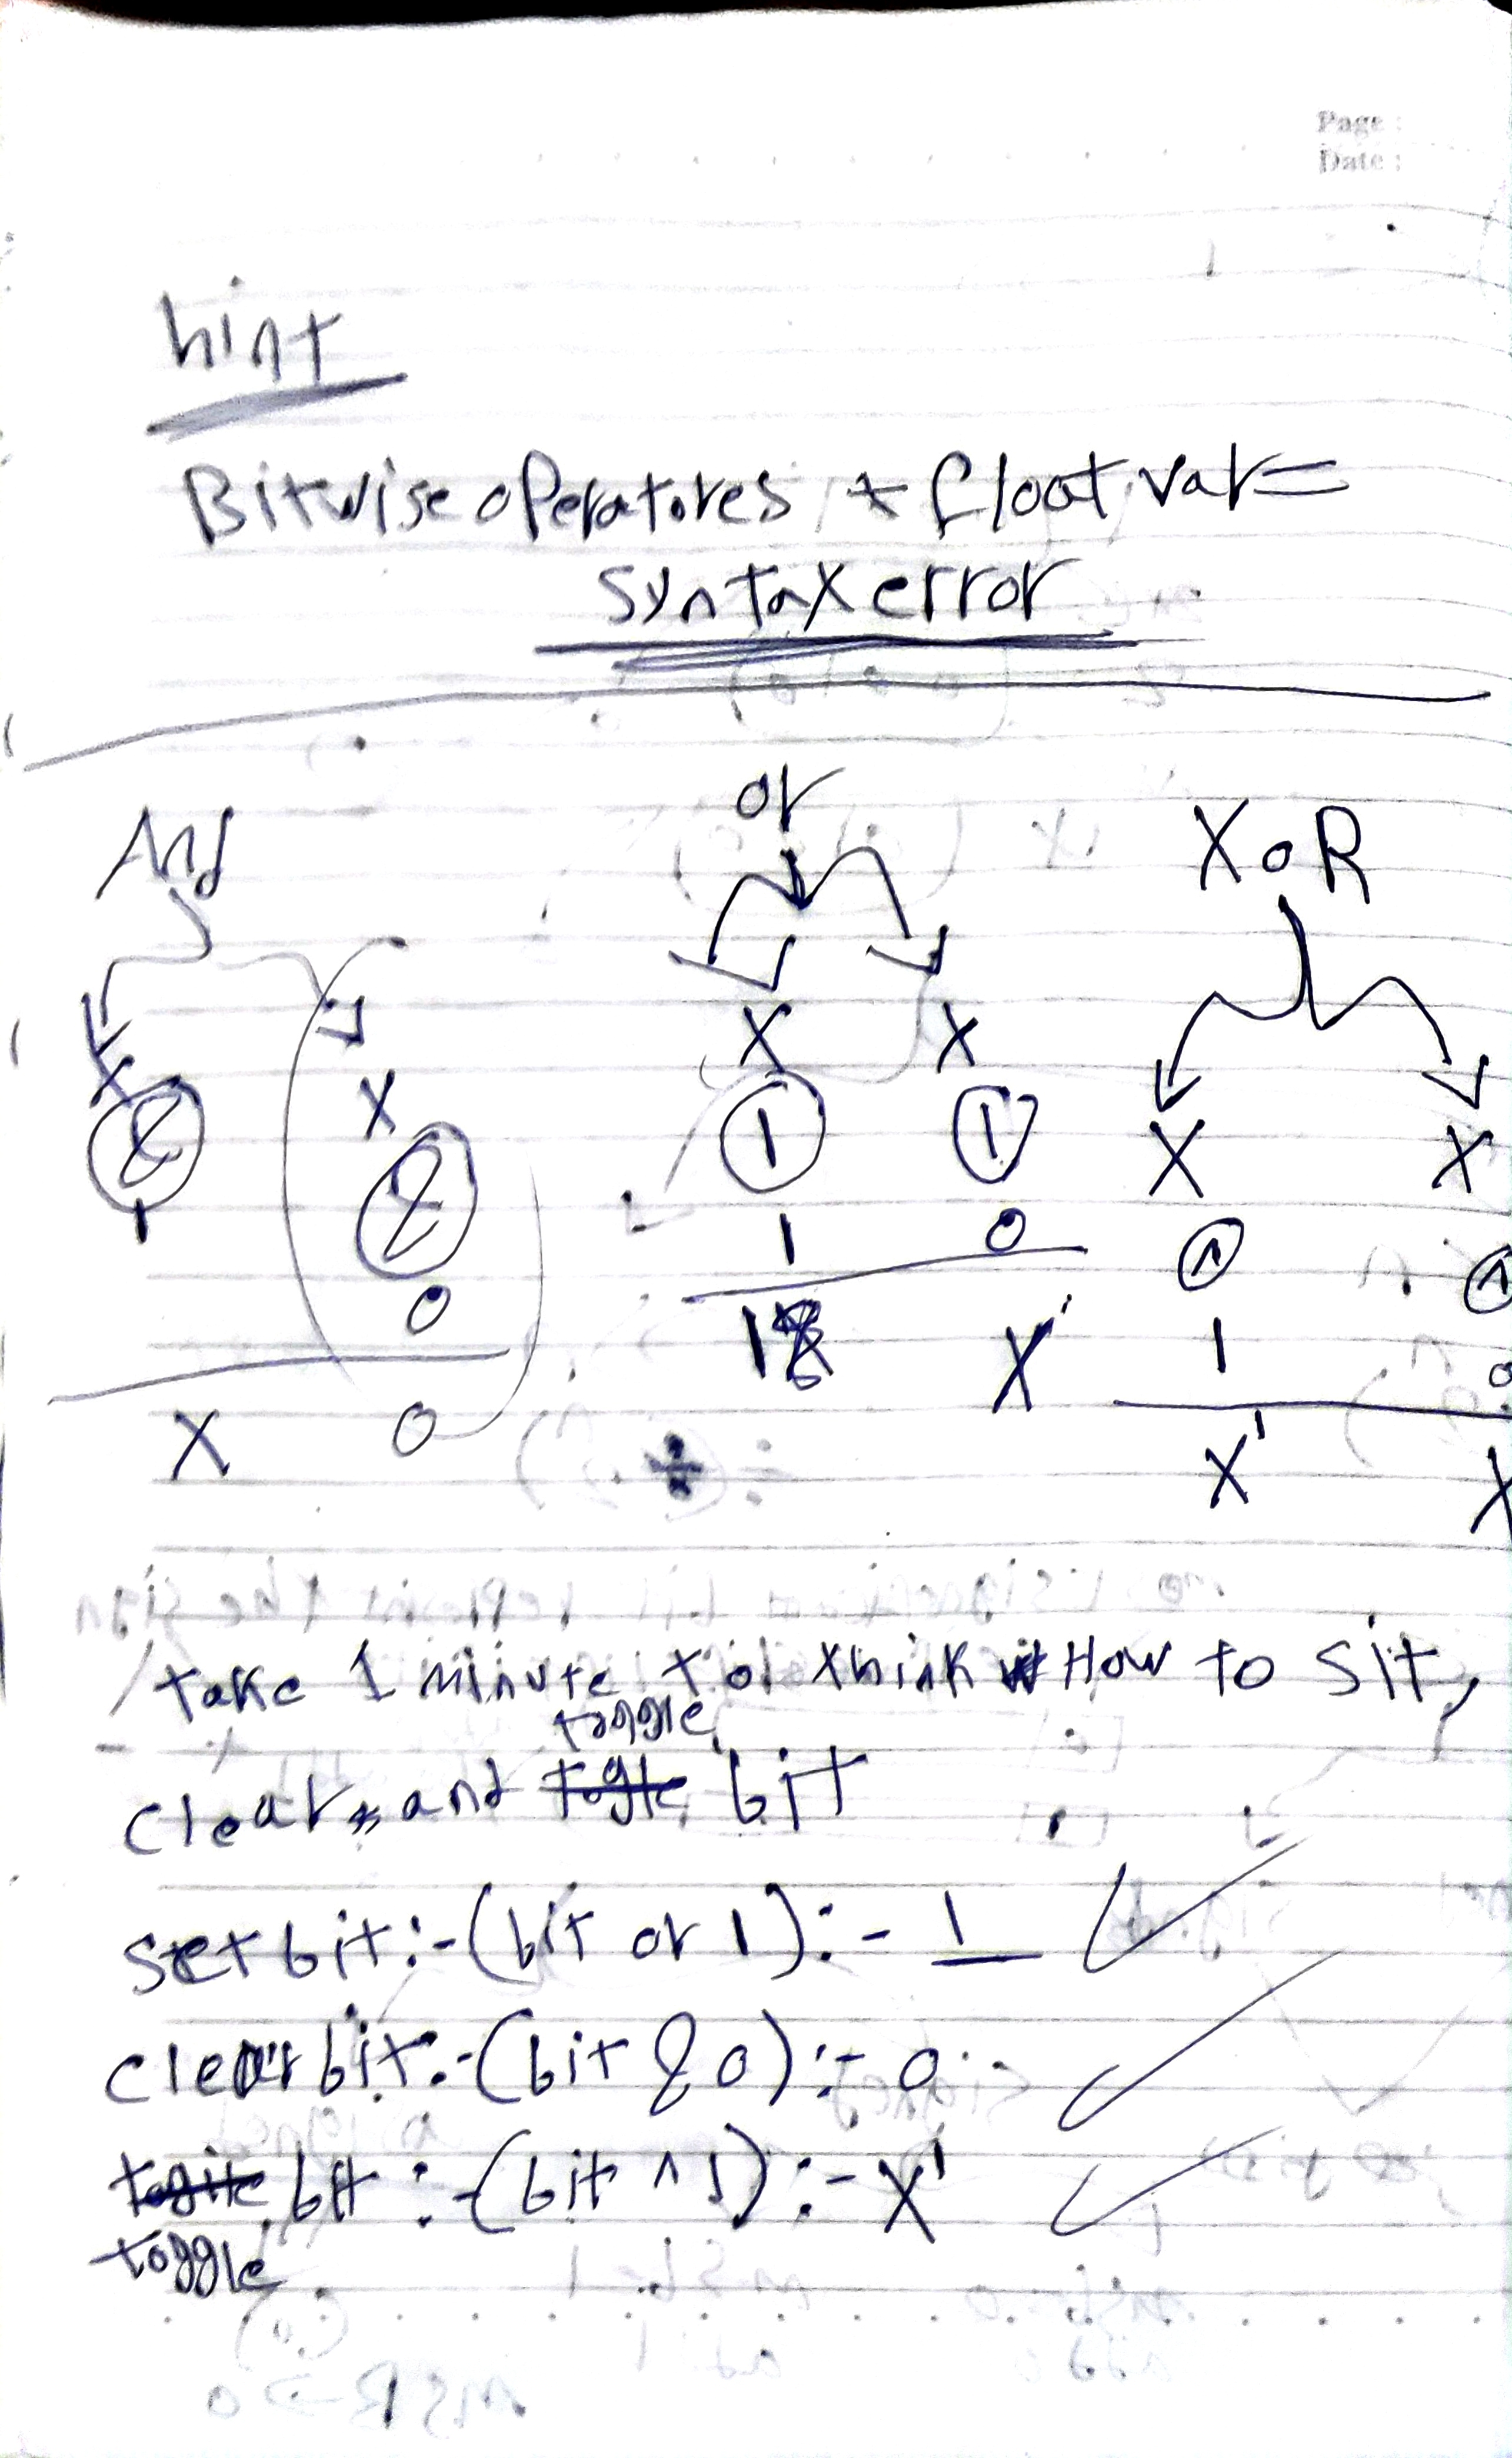 Page :
Date :
hint
Bitwise operatores + float var =
syntax error
And or XOR
X X X X X X
& & | | ^ ^
1 0 1 0 1 0
X 0 1 X' X' X
take 1 minute to think How to sit,
toggle
clear, and bit
set bit :- (bit or 1) :- 1
clear bit :- (bit & 0) :- 0
bit :- (bit ^ 1) :- X'
toggle